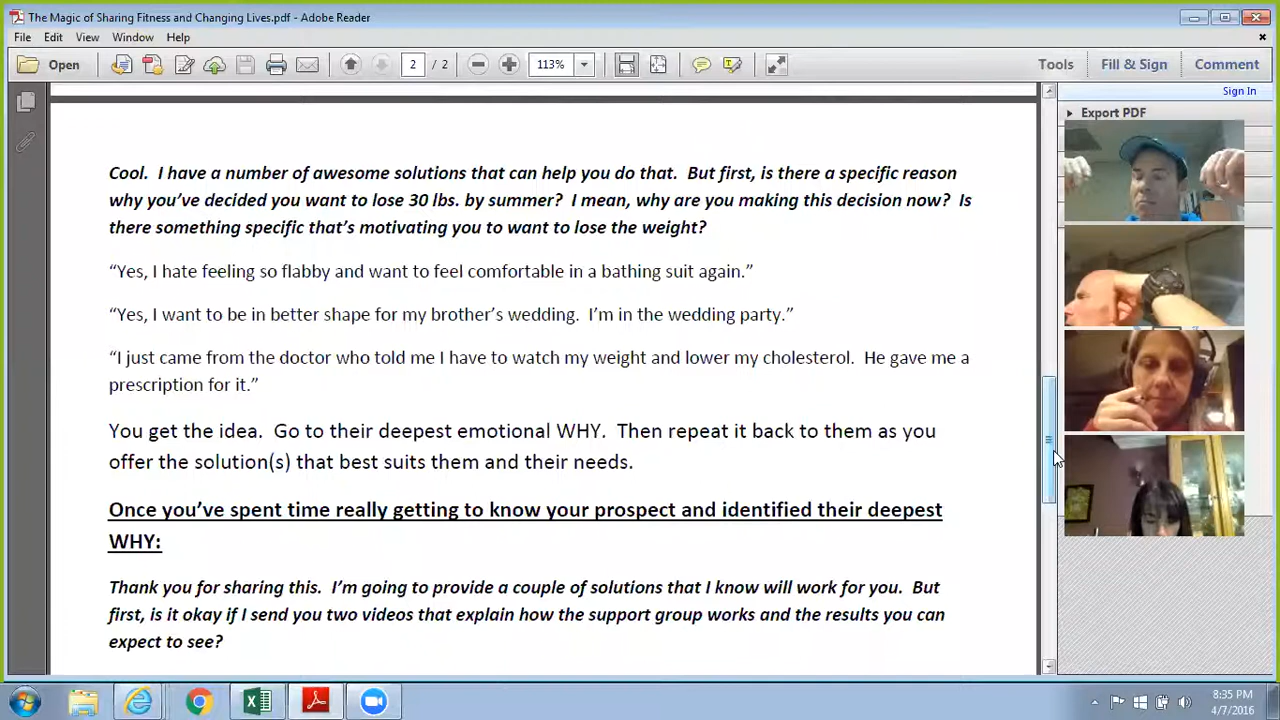 The Magic of Sharing Fitness and Changing Lives.pdf - Adobe Reader
File Edit View Window Help
Open 2 / 2 113% Tools Fill & Sign Comment
Sign In
Export PDF
Cool. I have a number of awesome solutions that can help you do that. But first, is there a specific reason
why you’ve decided you want to lose 30 lbs. by summer? I mean, why are you making this decision now? Is
there something specific that’s motivating you to want to lose the weight?
“Yes, I hate feeling so flabby and want to feel comfortable in a bathing suit again.”
“Yes, I want to be in better shape for my brother’s wedding. I’m in the wedding party.”
“I just came from the doctor who told me I have to watch my weight and lower my cholesterol. He gave me a
prescription for it.”
You get the idea. Go to their deepest emotional WHY. Then repeat it back to them as you
offer the solution(s) that best suits them and their needs.
Once you’ve spent time really getting to know your prospect and identified their deepest
WHY:
Thank you for sharing this. I’m going to provide a couple of solutions that I know will work for you. But
first, is it okay if I send you two videos that explain how the support group works and the results you can
expect to see?
8:35 PM
4/7/2016